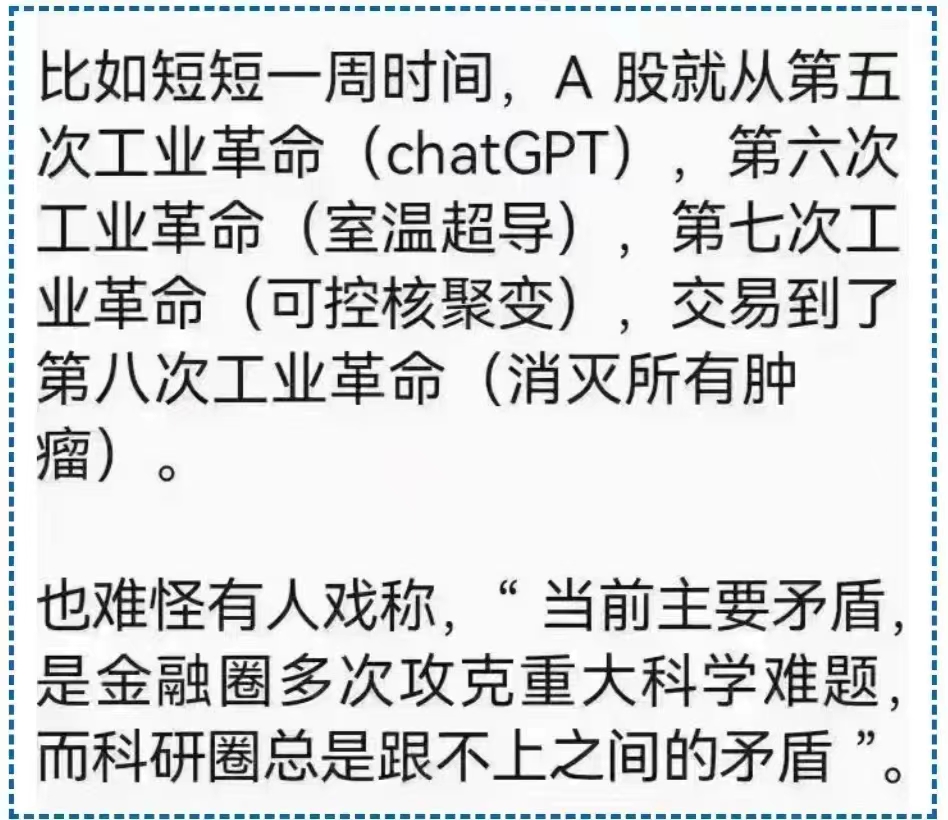 比如短短一周时间，A 股就从第五
次工业革命（chatGPT），第六次
工业革命（室温超导），第七次工
业革命（可控核聚变），交易到了
第八次工业革命（消灭所有肿
瘤）。
也难怪有人戏称，“ 当前主要矛盾，
是金融圈多次攻克重大科学难题，
而科研圈总是跟不上之间的矛盾 ”。